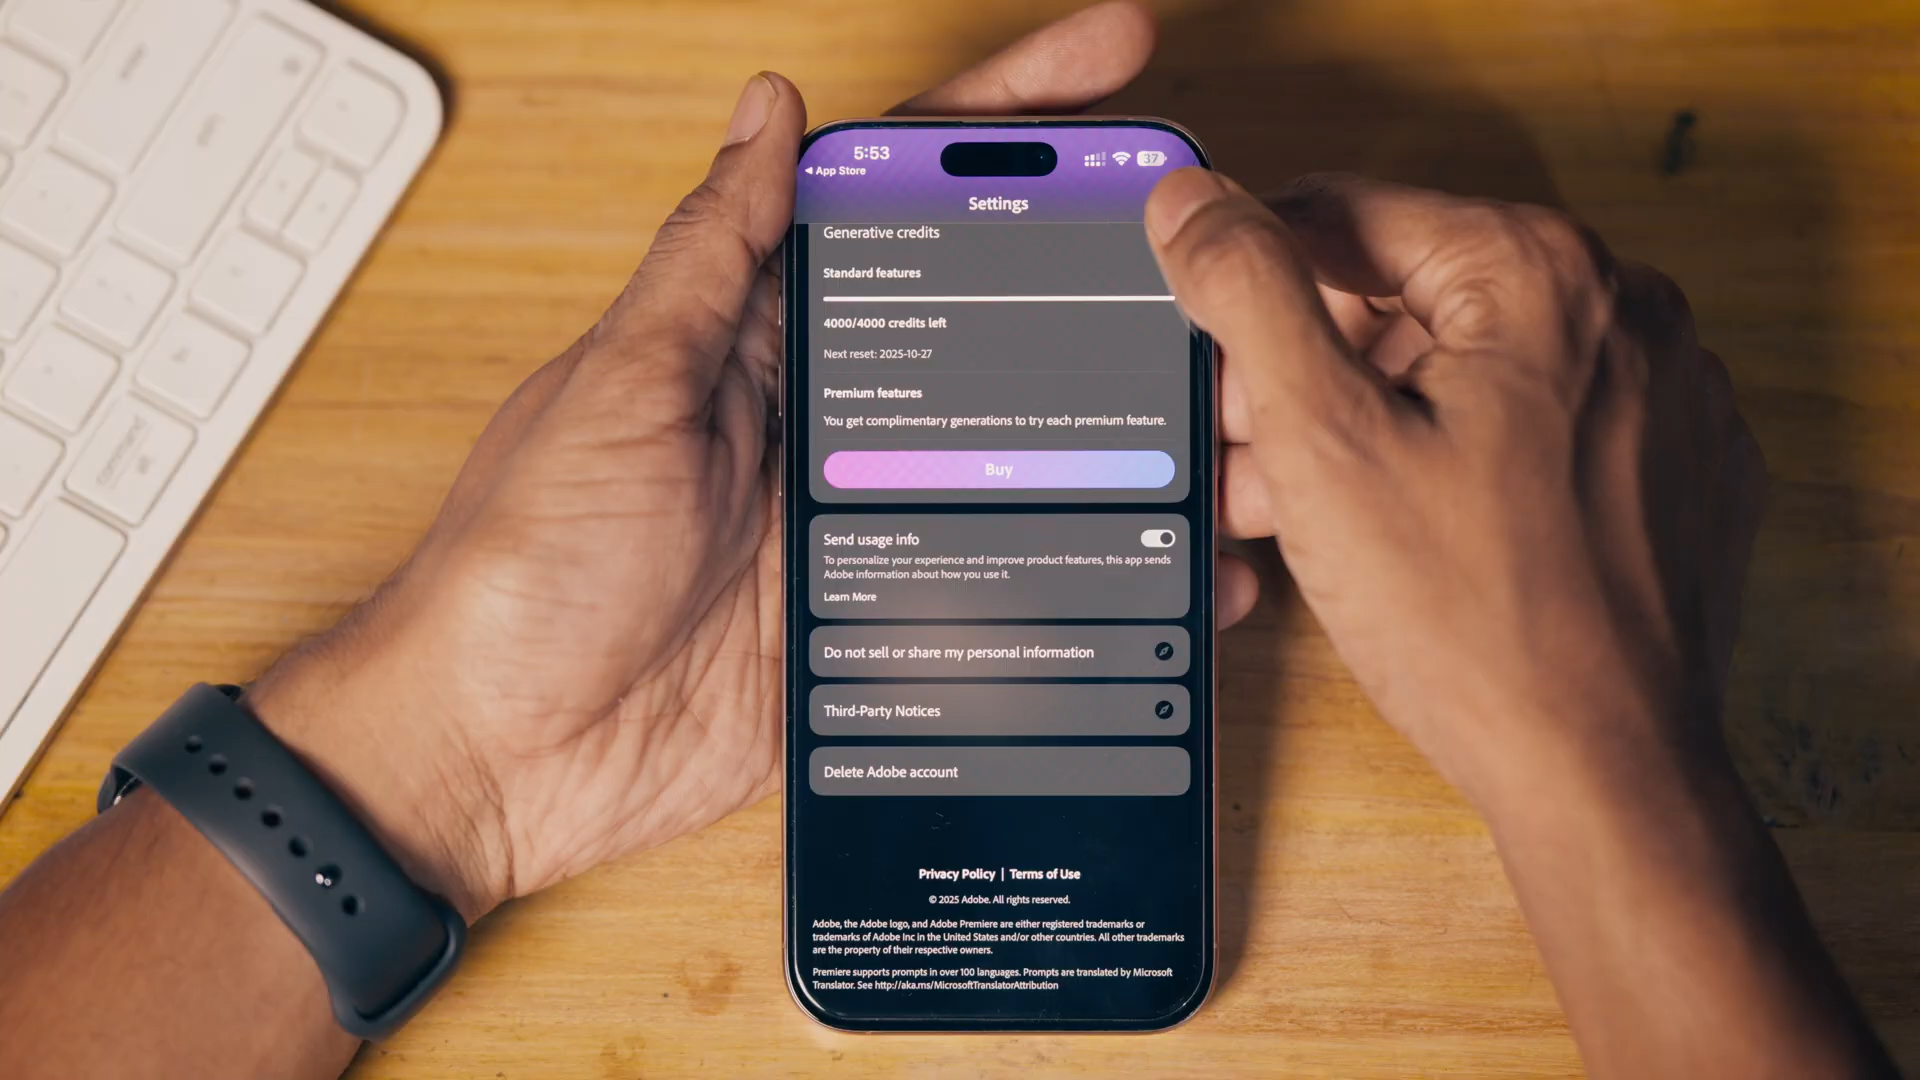 5:53
37
◀ App Store
Settings
Generative credits
Standard features
4000/4000 credits left
Next reset: 2025-10-27
Premium features
You get complimentary generations to try each premium feature.
Buy
Send usage info
To personalize your experience and improve product features, this app sends
Adobe information about how you use it.
Learn More
Do not sell or share my personal information
Third-Party Notices
Delete Adobe account
Privacy Policy | Terms of Use
© 2025 Adobe. All rights reserved.
Adobe, the Adobe logo, and Adobe Premiere are either registered trademarks or
trademarks of Adobe Inc in the United States and/or other countries. All other trademarks
are the property of their respective owners.
Premiere supports prompts in over 100 languages. Prompts are translated by Microsoft
Translator. See http://aka.ms/MicrosoftTranslatorAttribution
command